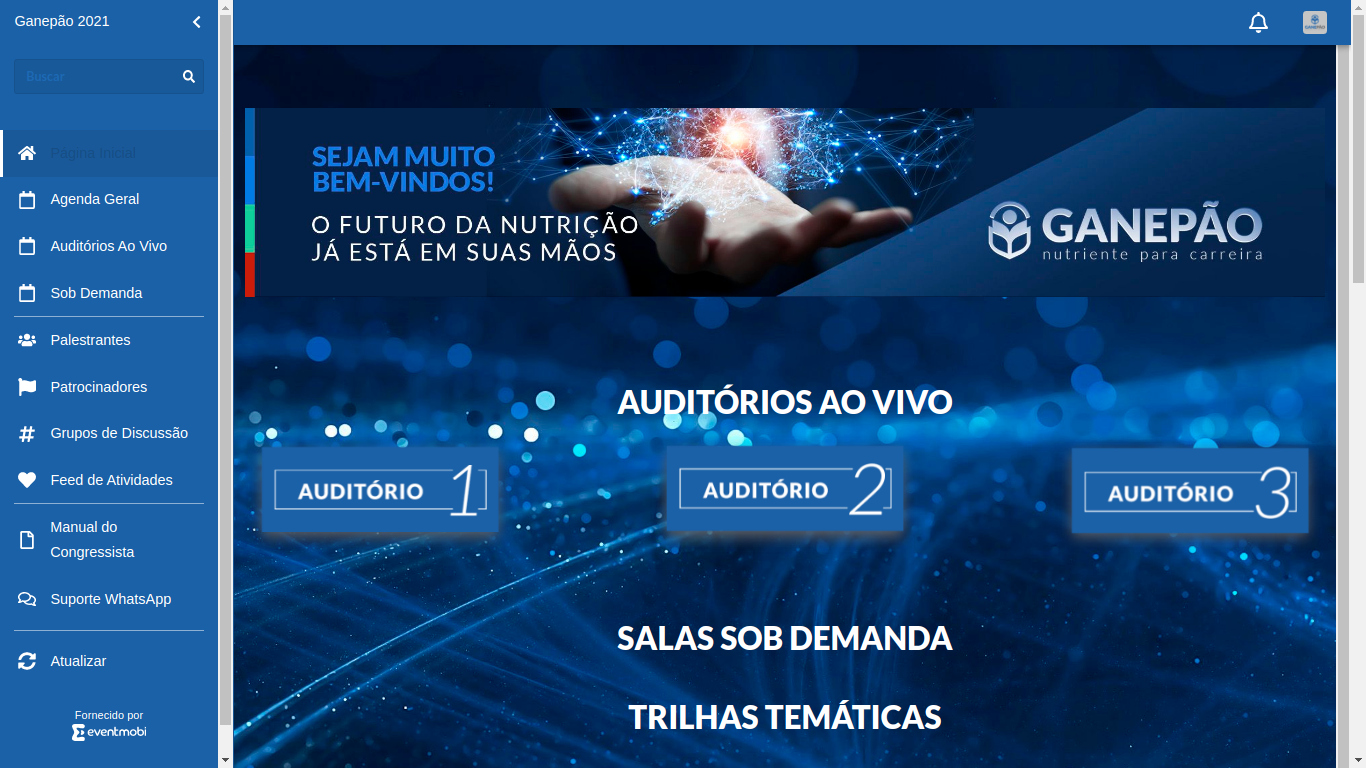 Ganepão 2021
Buscar
Página Inicial
Agenda Geral
Auditórios Ao Vivo
Sob Demanda
Palestrantes
Patrocinadores
Grupos de Discussão
Feed de Atividades
Manual do
Congressista
Suporte WhatsApp
Atualizar
Fornecido por
eventmobi
SEJAM MUITO
BEM-VINDOS!
O FUTURO DA NUTRIÇÃO
JÁ ESTÁ EM SUAS MÃOS
GANEPÃO
nutriente para carreira
AUDITÓRIOS AO VIVO
AUDITÓRIO 1
AUDITÓRIO 2
AUDITÓRIO 3
SALAS SOB DEMANDA
TRILHAS TEMÁTICAS